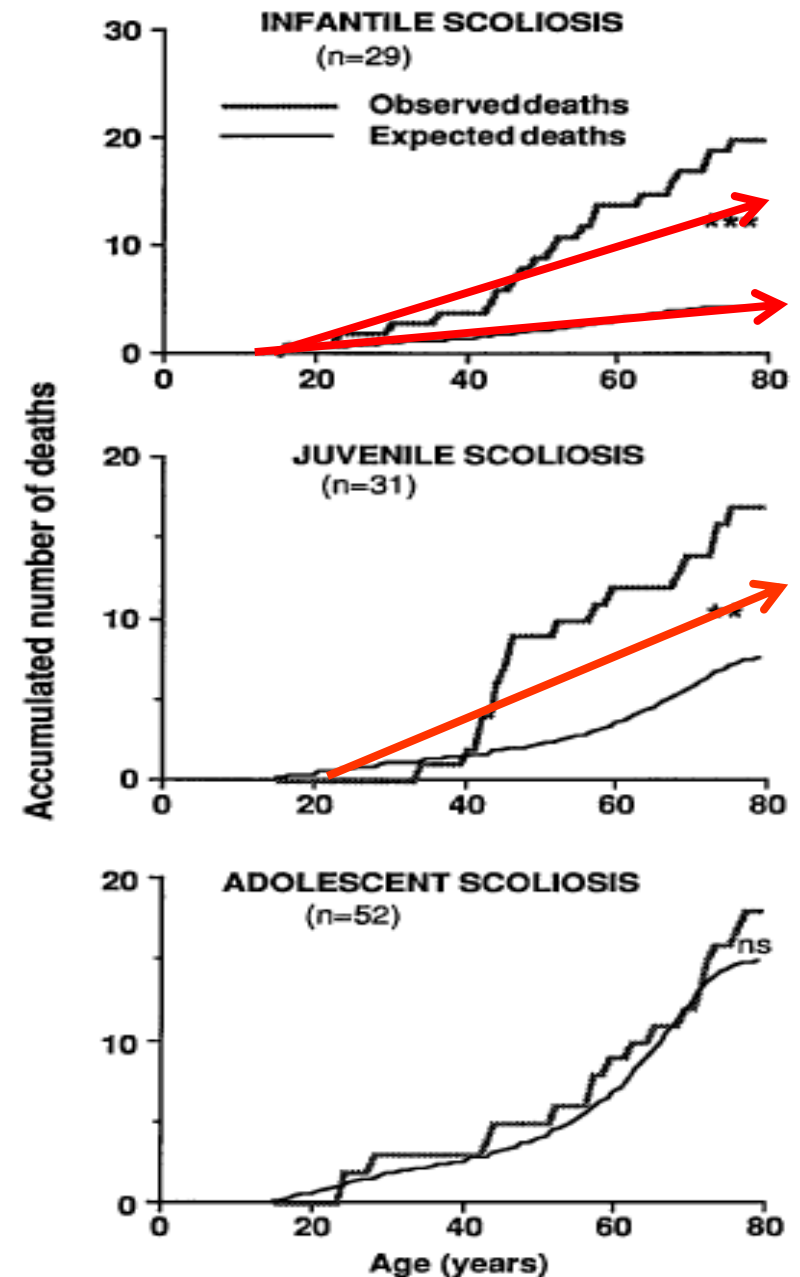 INFANTILE SCOLIOSIS
(n=29)
Observed deaths
Expected deaths
30
20
10
0
***
0 20 40 60 80
Accumulated number of deaths
JUVENILE SCOLIOSIS
(n=31)
20
10
0
**
0 20 40 60 80
ADOLESCENT SCOLIOSIS
(n=52)
20
10
0
ns
0 20 40 60 80
Age (years)